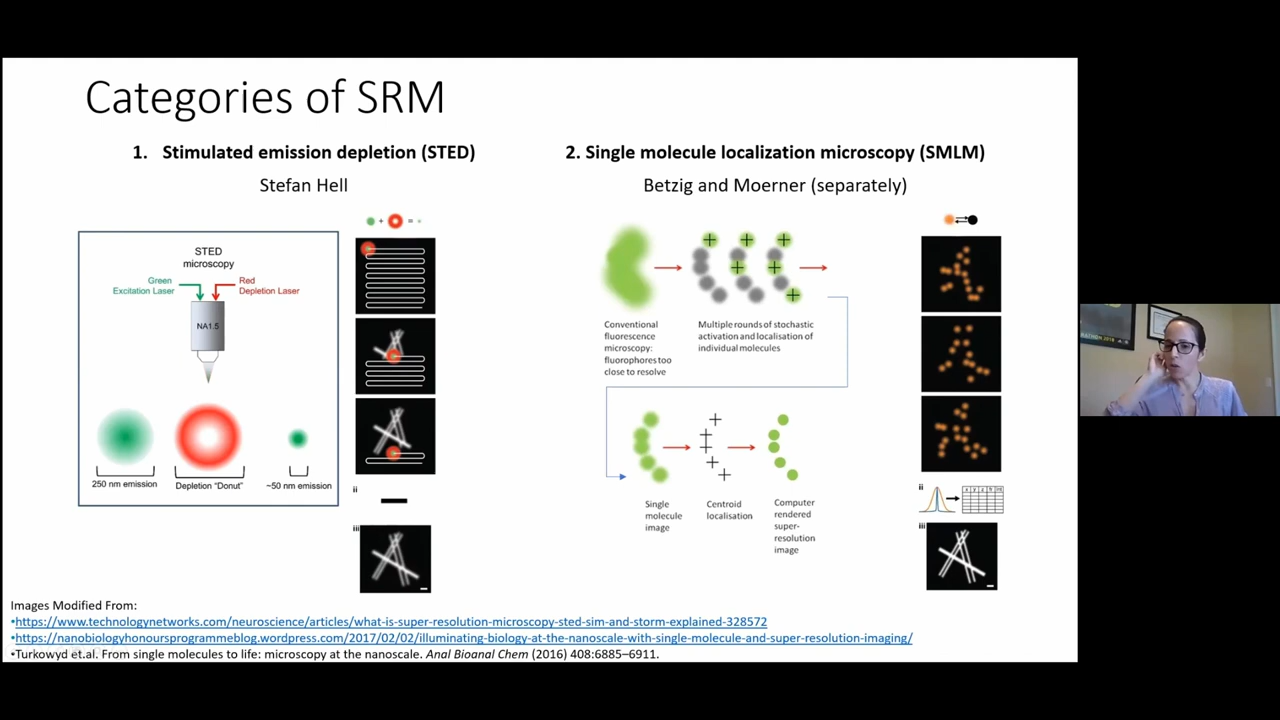 Categories of SRM
1. Stimulated emission depletion (STED)
Stefan Hell
STED
microscopy
Green
Excitation Laser
Red
Depletion Laser
NA1.5
250 nm emission
Depletion "Donut"
~50 nm emission
+
=
ii
iii
2. Single molecule localization microscopy (SMLM)
Betzig and Moerner (separately)
Conventional
fluorescence
microscopy:
fluorophores too
close to resolve
Multiple rounds of stochastic
activation and localisation of
individual molecules
Single
molecule
image
Centroid
localisation
Computer
rendered
super-
resolution
image
ii
x y z fr int
iii
Images Modified From:
•https://www.technologynetworks.com/neuroscience/articles/what-is-super-resolution-microscopy-sted-sim-and-storm-explained-328572
•https://nanobiologyhonoursprogrammeblog.wordpress.com/2017/02/02/illuminating-biology-at-the-nanoscale-with-single-molecule-and-super-resolution-imaging/
•Turkowyd et.al. From single molecules to life: microscopy at the nanoscale. Anal Bioanal Chem (2016) 408:6885–6911.